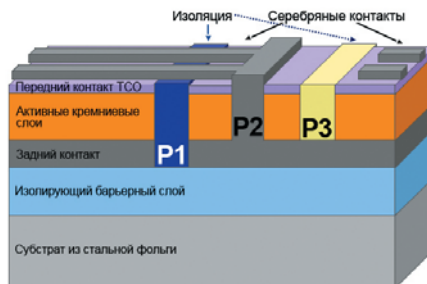 Изоляция
Серебряные контакты
Передний контакт TCO
Активные кремниевые
слои
P1
P2
P3
Задний контакт
Изолирующий барьерный слой
Субстрат из стальной фольги